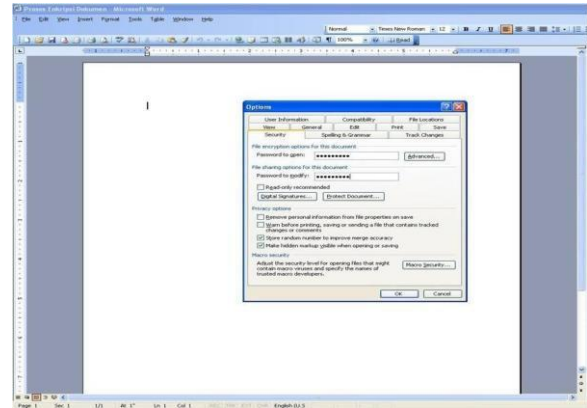 Proses Enkripsi Dokumen - Microsoft Word
File Edit View Insert Format Tools Table Window Help
Normal Times New Roman 12 B I U
100% Read
Options
User Information Compatibility File Locations
View General Edit Print Save
Security Spelling & Grammar Track Changes
File encryption options for this document
Password to open: Advanced...
File sharing options for this document
Password to modify:
Read-only recommended
Digital Signatures... Protect Document...
Privacy options
Remove personal information from file properties on save
Warn before printing, saving or sending a file that contains tracked
changes or comments
Store random number to improve merge accuracy
Make hidden markup visible when opening or saving
Macro security
Adjust the security level for opening files that might
contain macro viruses and specify the names of
trusted macro developers.
Macro Security...
OK Cancel
Page 1 Sec 1 1/1 At 1" Ln 1 Col 1 REC TRK EXT OVR English (U.S